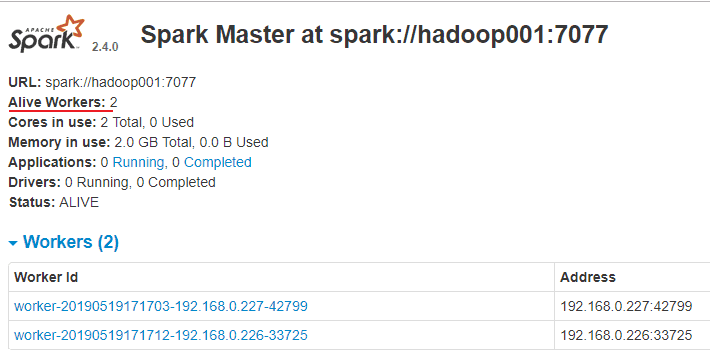 APACHE
Spark 2.4.0 Spark Master at spark://hadoop001:7077
URL: spark://hadoop001:7077
Alive Workers: 2
Cores in use: 2 Total, 0 Used
Memory in use: 2.0 GB Total, 0.0 B Used
Applications: 0 Running, 0 Completed
Drivers: 0 Running, 0 Completed
Status: ALIVE
Workers (2)
Worker Id Address
worker-20190519171703-192.168.0.227-42799 192.168.0.227:42799
worker-20190519171712-192.168.0.226-33725 192.168.0.226:33725